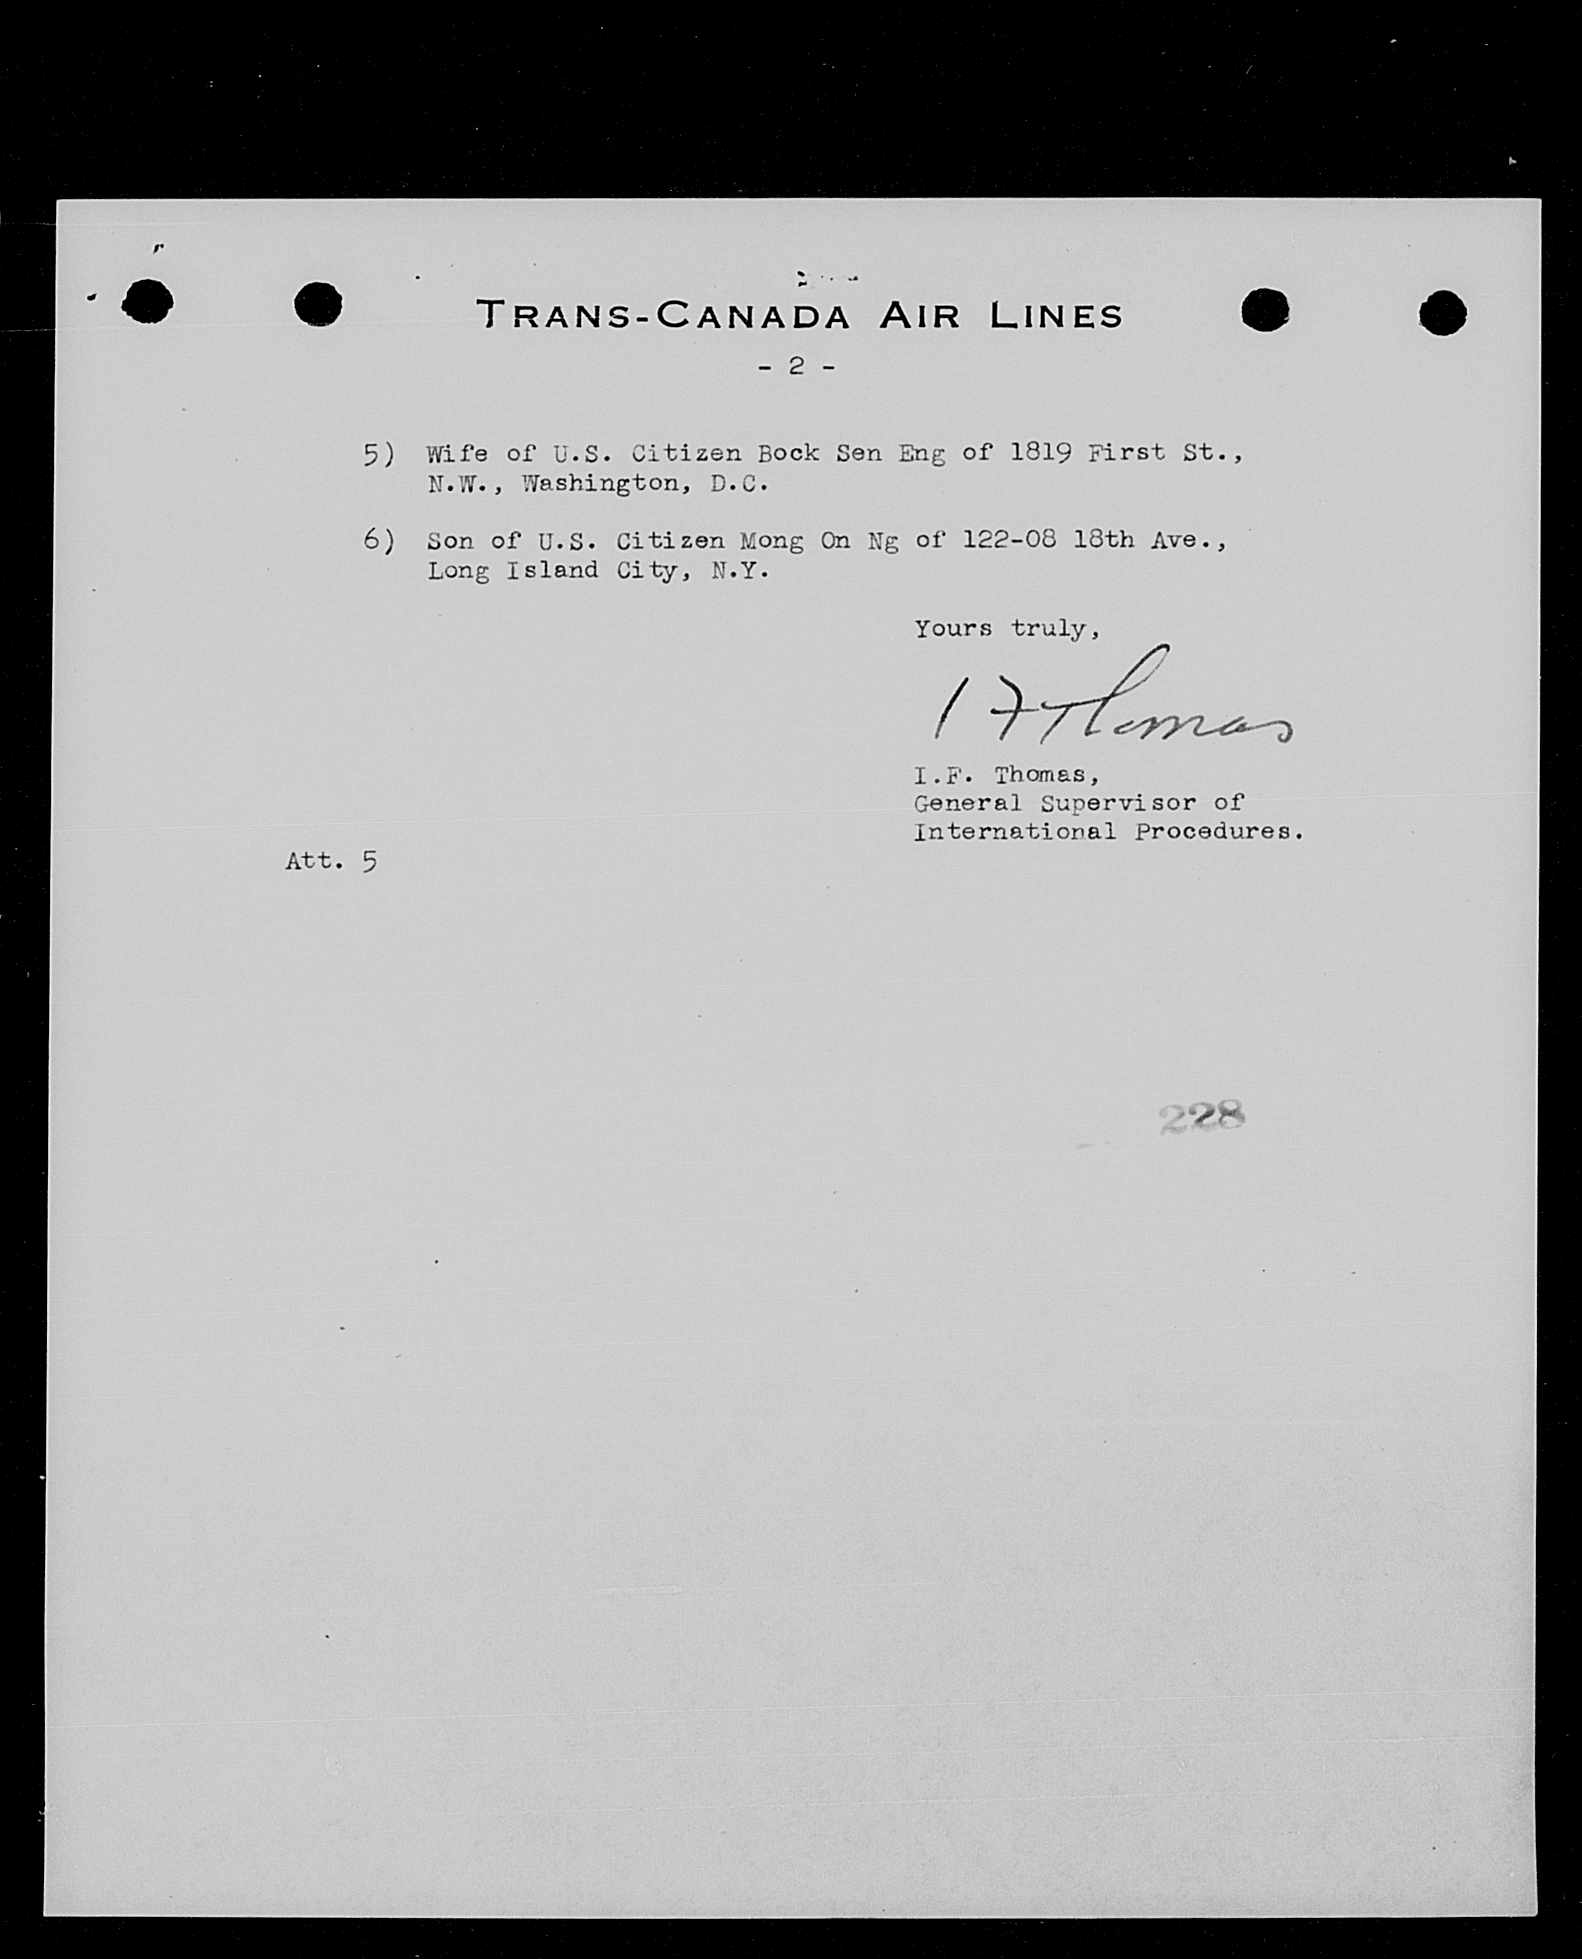 TRANS-CANADA AIR LINES
- 2 -
5) Wife of U.S. Citizen Bock Sen Eng of 1819 First St.,
N.W., Washington, D.C.
6) Son of U.S. Citizen Mong On Ng of 122-08 18th Ave.,
Long Island City, N.Y.
Yours truly,
I F Thomas
I.F. Thomas,
General Supervisor of
International Procedures.
Att. 5
228